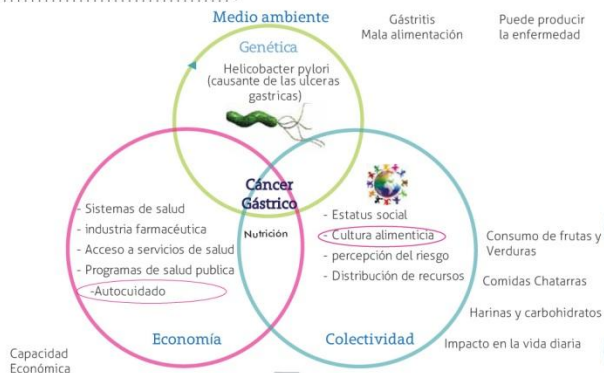 Medio ambiente
Gástritis
Mala alimentación
Puede producir
la enfermedad
Genética
Helicobacter pylori
(causante de las ulceras
gastricas)
Cáncer
Gástrico
Nutrición
- Sistemas de salud
- industria farmacéutica
- Acceso a servicios de salud
- Programas de salud publica
-Autocuidado
- Estatus social
- Cultura alimenticia
- percepción del riesgo
- Distribución de recursos
Consumo de frutas y
Verduras
Comidas Chatarras
Harinas y carbohidratos
Impacto en la vida diaria
Economía
Colectividad
Capacidad
Económica